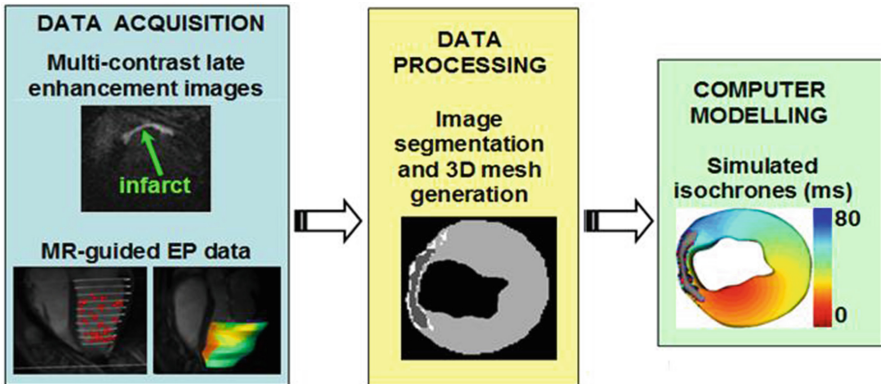 DATA ACQUISITION
Multi-contrast late
enhancement images
infarct
MR-guided EP data
DATA
PROCESSING
Image
segmentation
and 3D mesh
generation
COMPUTER
MODELLING
Simulated
isochrones (ms)
80
0